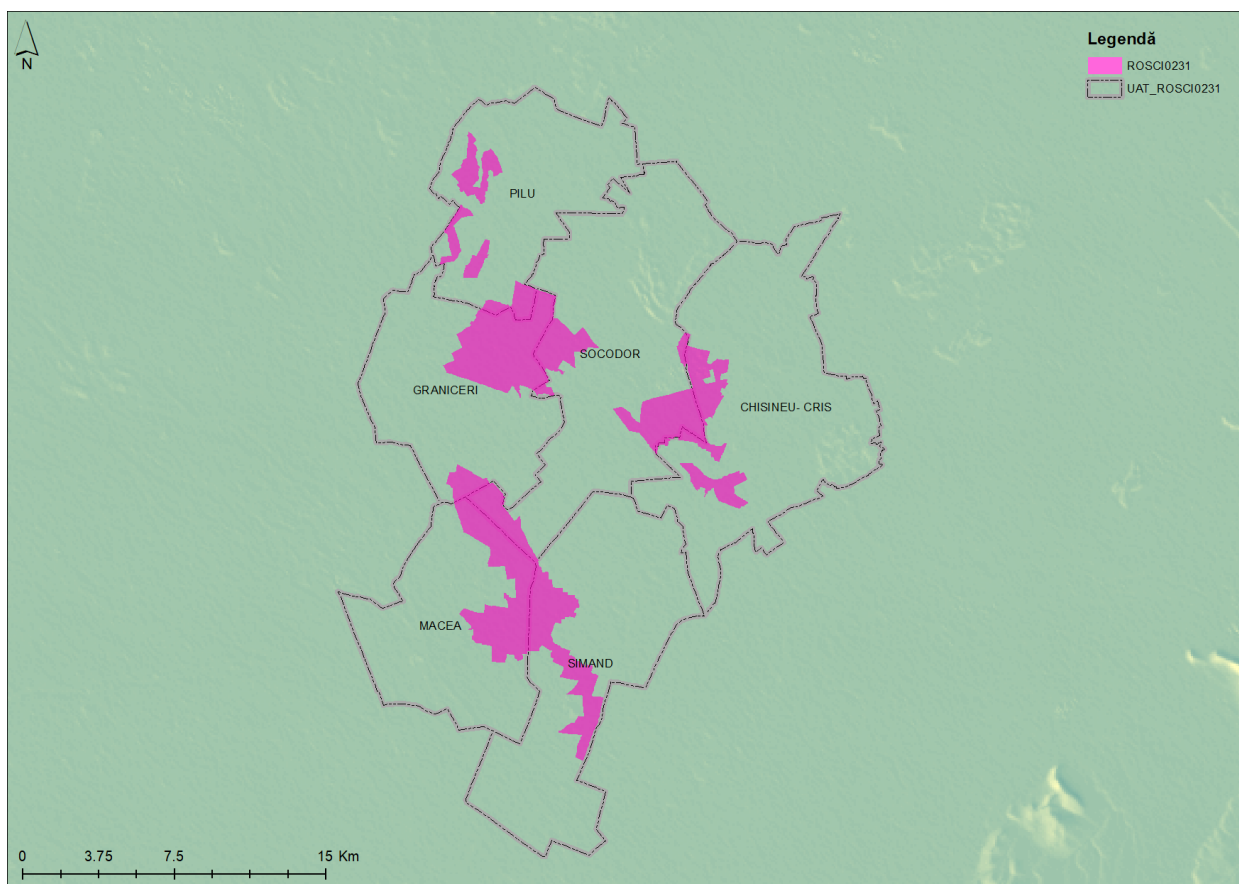 N
Legendă
ROSCI0231
UAT_ROSCI0231
PILU
SOCODOR
GRANICERI
CHISINEU- CRIS
MACEA
SIMAND
0 3.75 7.5 15 Km